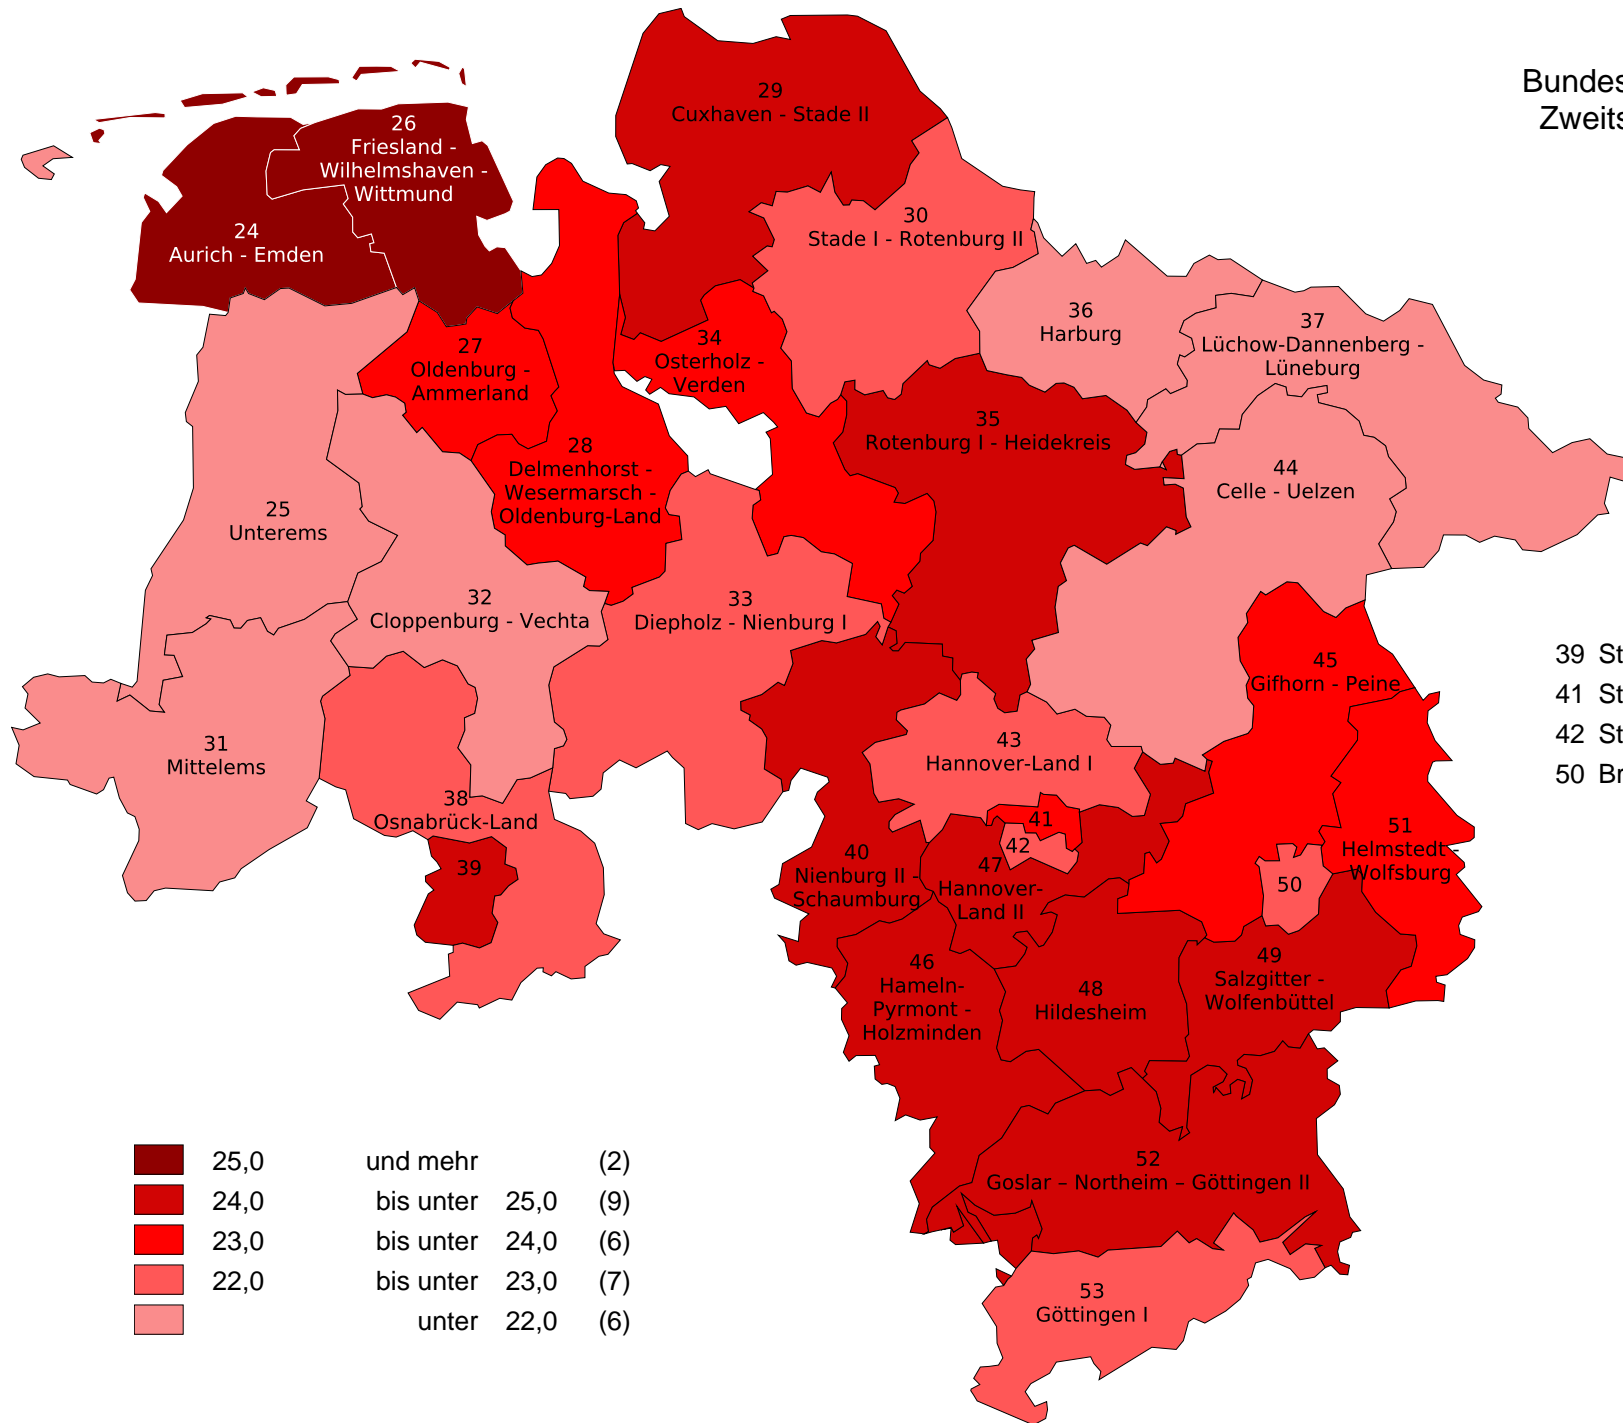 Bundes
Zweits
29
Cuxhaven - Stade II
26
Friesland -
Wilhelmshaven -
Wittmund
24
Aurich - Emden
30
Stade I - Rotenburg II
36
Harburg
37
Lüchow-Dannenberg -
Lüneburg
27
Oldenburg -
Ammerland
34
Osterholz -
Verden
35
Rotenburg I - Heidekreis
28
Delmenhorst -
Wesermarsch -
Oldenburg-Land
44
Celle - Uelzen
25
Unterems
32
Cloppenburg - Vechta
33
Diepholz - Nienburg I
45
Gifhorn - Peine
39 St
41 St
42 St
50 Br
31
Mittelems
43
Hannover-Land I
38
Osnabrück-Land
39
41
42
40
Nienburg II -
Schaumburg
47
Hannover-
Land II
51
Helmstedt -
Wolfsburg
50
46
Hameln-
Pyrmont -
Holzminden
48
Hildesheim
49
Salzgitter -
Wolfenbüttel
52
Goslar – Northeim – Göttingen II
53
Göttingen I
25,0 und mehr (2)
24,0 bis unter 25,0 (9)
23,0 bis unter 24,0 (6)
22,0 bis unter 23,0 (7)
unter 22,0 (6)